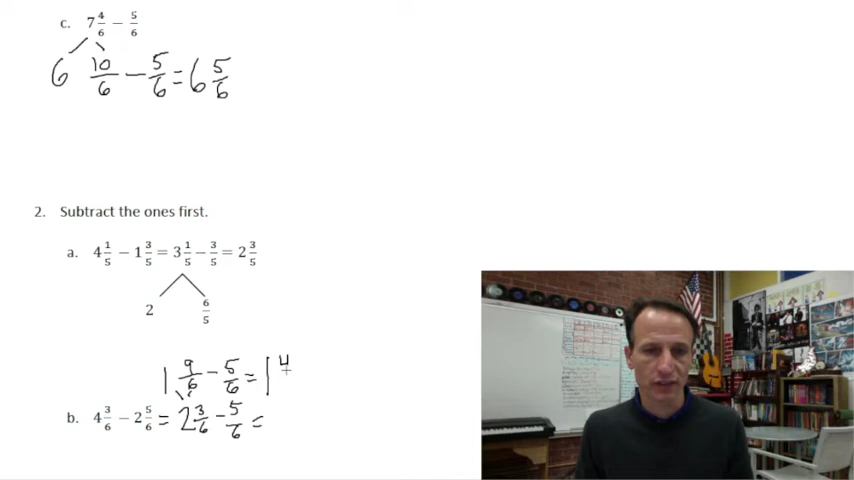 c. 7 4/6 − 5/6
6 10/6 − 5/6 = 6 5/6
2. Subtract the ones first.
a. 4 1/5 − 1 3/5 = 3 1/5 − 3/5 = 2 3/5
2 6/5
1 9/6 − 5/6 = 1 4
b. 4 3/6 − 2 5/6 = 2 3/6 − 5/6 =